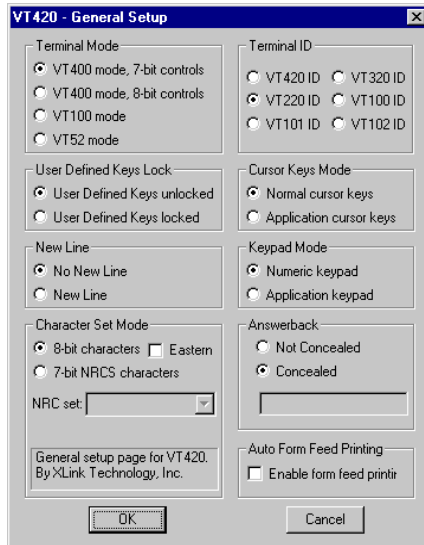 VT420 - General Setup
Terminal Mode
VT400 mode, 7-bit controls
VT400 mode, 8-bit controls
VT100 mode
VT52 mode
Terminal ID
VT420 ID VT320 ID
VT220 ID VT100 ID
VT101 ID VT102 ID
User Defined Keys Lock
User Defined Keys unlocked
User Defined Keys locked
Cursor Keys Mode
Normal cursor keys
Application cursor keys
New Line
No New Line
New Line
Keypad Mode
Numeric keypad
Application keypad
Character Set Mode
8-bit characters Eastern
7-bit NRCS characters
NRC set:
General setup page for VT420.
By XLink Technology, Inc.
Answerback
Not Concealed
Concealed
Auto Form Feed Printing
Enable form feed printir
OK Cancel